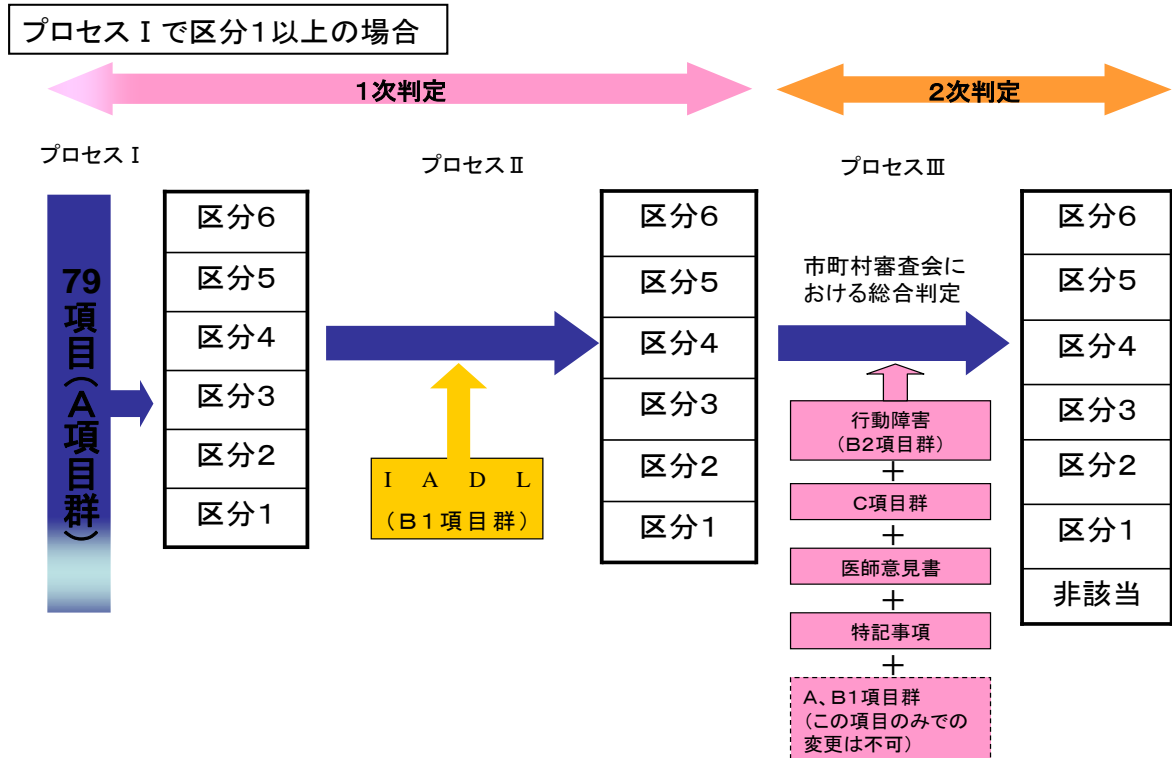 プロセスⅠで区分1以上の場合
1次判定
2次判定
プロセスⅠ
プロセスⅡ
プロセスⅢ
79項目(A項目群)
区分6
区分5
区分4
区分3
区分2
区分1
I A D L
(B1項目群)
区分6
区分5
区分4
区分3
区分2
区分1
市町村審査会に
おける総合判定
行動障害
(B2項目群)
+
C項目群
+
医師意見書
+
特記事項
+
A、B1項目群
(この項目のみでの
変更は不可)
区分6
区分5
区分4
区分3
区分2
区分1
非該当